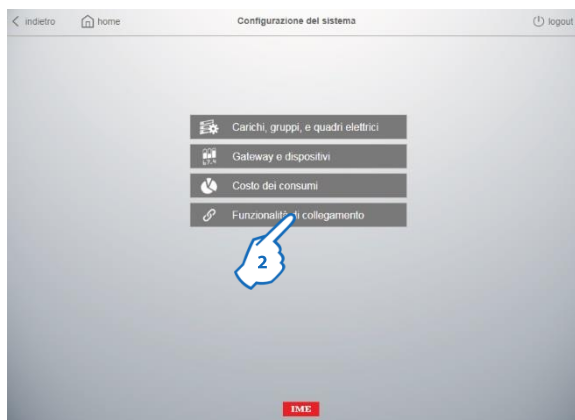 indietro home Configurazione del sistema logout
Carichi, gruppi, e quadri elettrici
Gateway e dispositivi
Costo dei consumi
Funzionalità di collegamento
2
IME